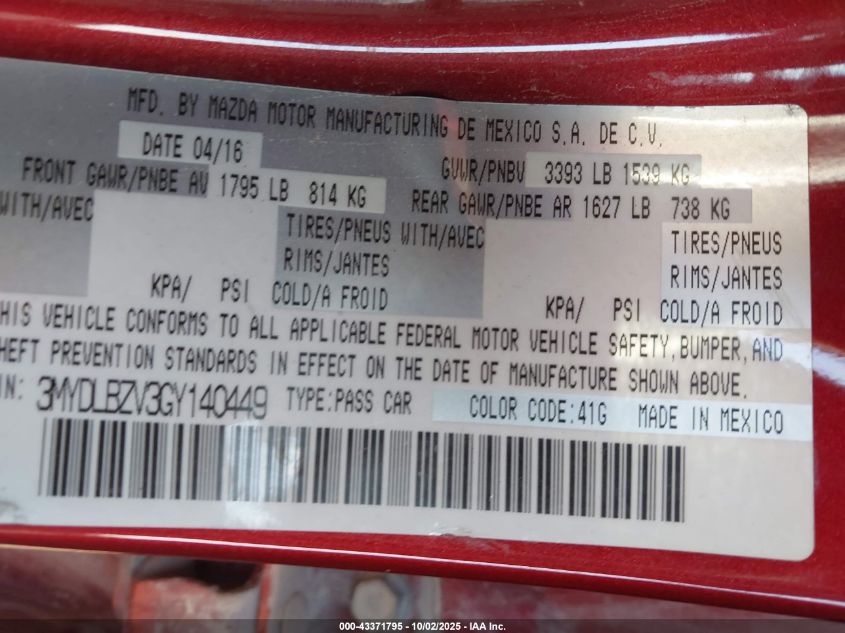 MFD. BY MAZDA MOTOR MANUFACTURING DE MEXICO S.A. DE C.V.
DATE 04/16 GVWR/PNBV 3393 LB 1539 KG
FRONT GAWR/PNBE AV 1795 LB 814 KG REAR GAWR/PNBE AR 1627 LB 738 KG
WITH/AVEC TIRES/PNEUS WITH/AVEC TIRES/PNEUS
RIMS/JANTES RIMS/JANTES
KPA/ PSI COLD/A FROID KPA/ PSI COLD/A FROID
HIS VEHICLE CONFORMS TO ALL APPLICABLE FEDERAL MOTOR VEHICLE SAFETY, BUMPER, AND
HEFT PREVENTION STANDARDS IN EFFECT ON THE DATE OF MANUFACTURE SHOWN ABOVE.
IN: 3MYDLBZV3GY140449 TYPE:PASS CAR COLOR CODE:41G MADE IN MEXICO
000-43371795 - 10/02/2025 - IAA Inc.